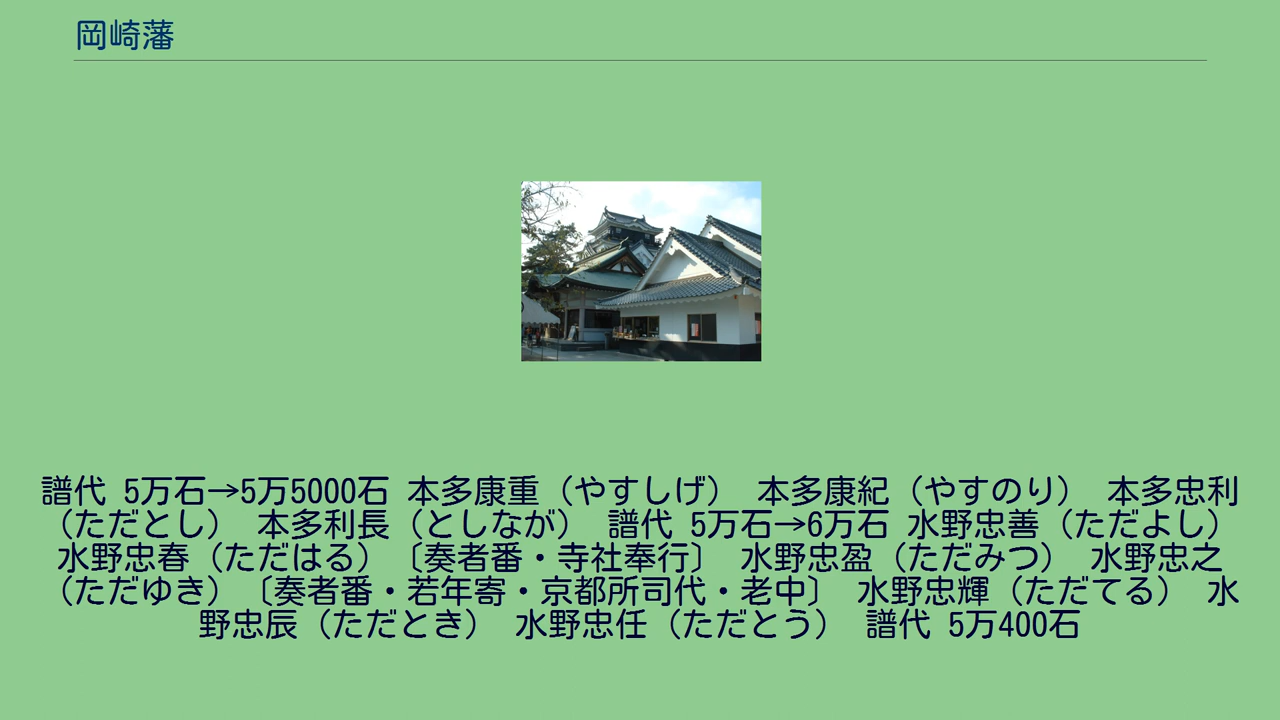 岡崎藩
譜代 5万石→5万5000石 本多康重（やすしげ） 本多康紀（やすのり） 本多忠利
（ただとし） 本多利長（としなが） 譜代 5万石→6万石 水野忠善（ただよし）
水野忠春（ただはる）〔奏者番・寺社奉行〕 水野忠盈（ただみつ） 水野忠之
（ただゆき）〔奏者番・若年寄・京都所司代・老中〕 水野忠輝（ただてる） 水
野忠辰（ただとき） 水野忠任（ただとう） 譜代 5万400石